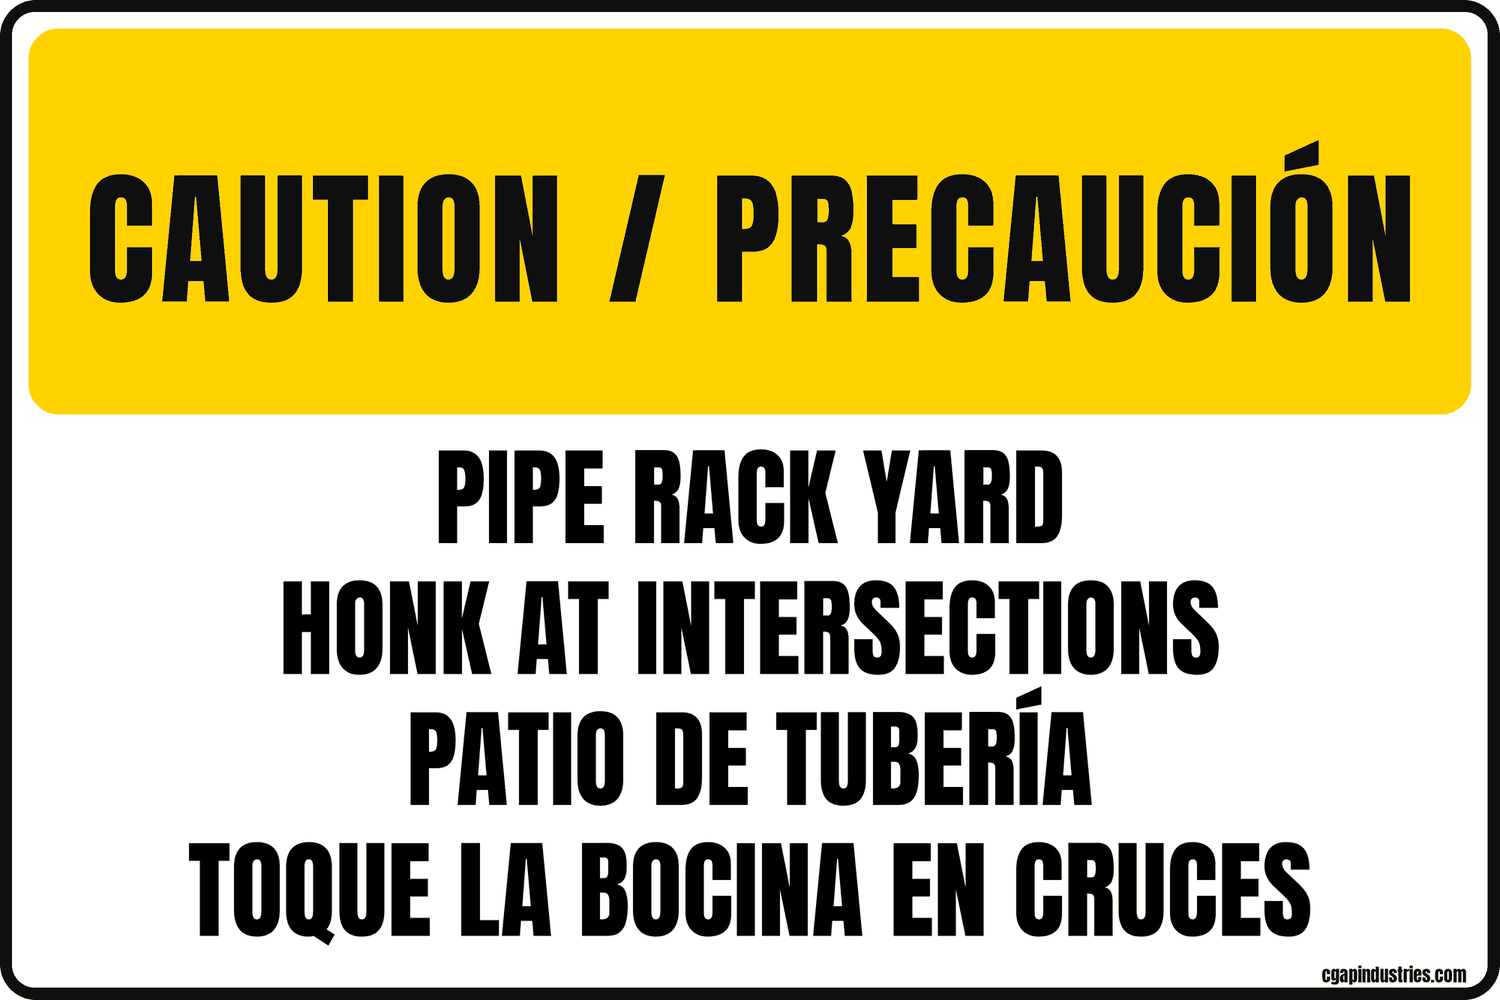 CAUTION / PRECAUCIÓN
PIPE RACK YARD
HONK AT INTERSECTIONS
PATIO DE TUBERÍA
TOQUE LA BOCINA EN CRUCES
cgapindustries.com